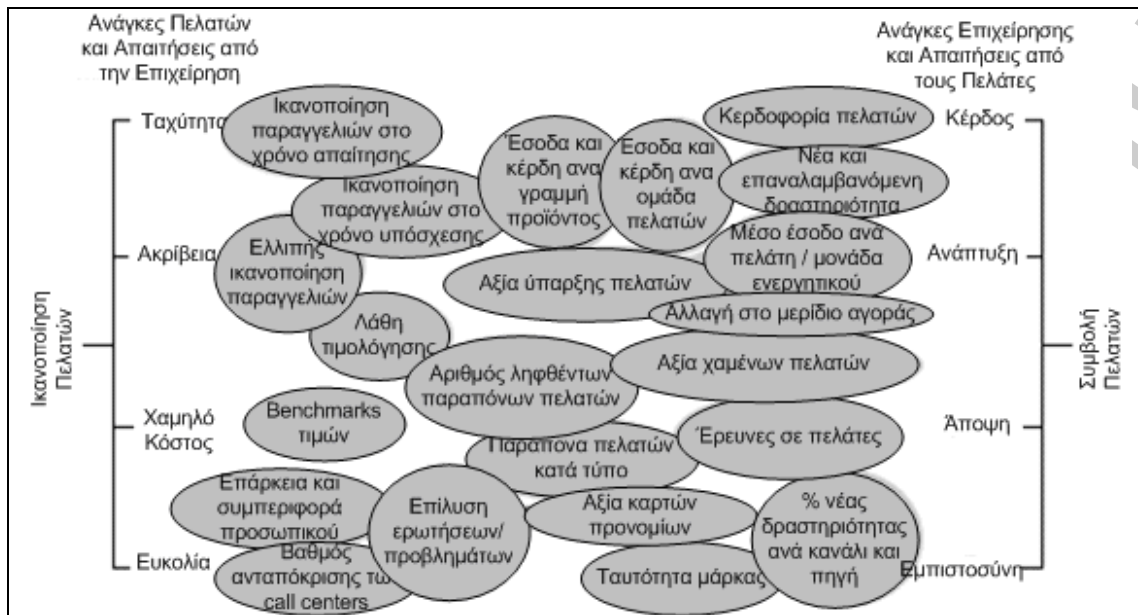 Ανάγκες Πελατών
και Απαιτήσεις από
την Επιχείρηση
Ανάγκες Επιχείρησης
και Απαιτήσεις από
τους Πελάτες
Ικανοποίηση
Πελατών
Ταχύτητα
Ακρίβεια
Χαμηλό
Κόστος
Ευκολία
Ικανοποίηση
παραγγελιών στο
χρόνο απαίτησης
Ικανοποίηση
παραγγελιών στο
χρόνο υπόσχεσης
Ελλιπής
ικανοποίηση
παραγγελιών
Λάθη
τιμολόγησης
Benchmarks
τιμών
Επάρκεια και
συμπεριφορά
προσωπικού
Βαθμός
ανταπόκρισης τω
call centers
Επίλυση
ερωτήσεων/
προβλημάτων
Έσοδα και
κέρδη ανα
γραμμή
προϊόντος
Εσοδα και
κέρδη ανα
ομάδα
πελατών
Αξία ύπαρξης πελατών
Αριθμός ληφθέντων
παραπόνων πελατών
Παράπονα πελατών
κατά τύπο
Αξία καρτών
προνομίων
Ταυτότητα μάρκας
Κερδοφορία πελατών
Νέα και
επαναλαμβανόμενη
δραστηριότητα
Μέσο έσοδο ανά
πελάτη / μονάδα
ενεργητικού
Αλλαγή στο μερίδιο αγοράς
Αξία χαμένων πελατών
Έρευνες σε πελάτες
% νέας
δραστηριότητας
ανά κανάλι και
πηγή
Κέρδος
Ανάπτυξη
Άποψη
Εμπιστοσύνη
Συμβολή
Πελατών